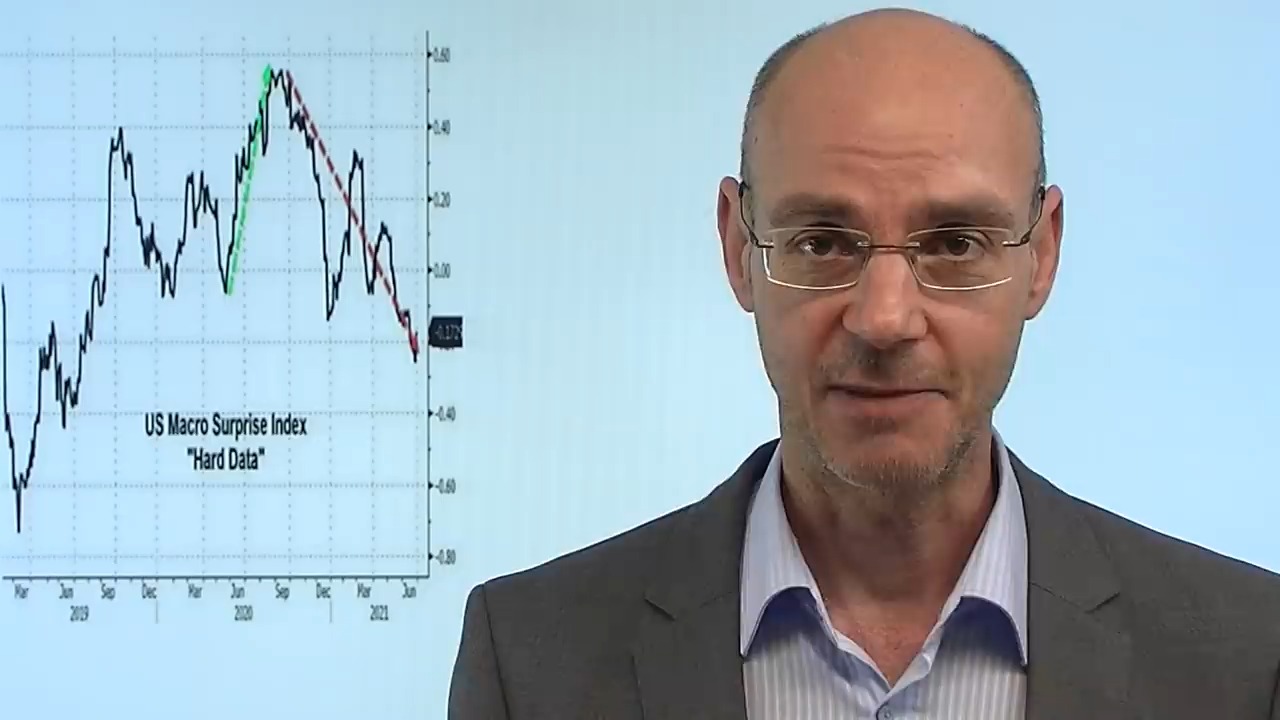 0.60
0.40
0.20
0.00
-0.172
-0.40
-0.60
-0.80
US Macro Surprise Index
"Hard Data"
Mar Jun Sep Dec Mar Jun Sep Dec Mar Jun
2019 2020 2021